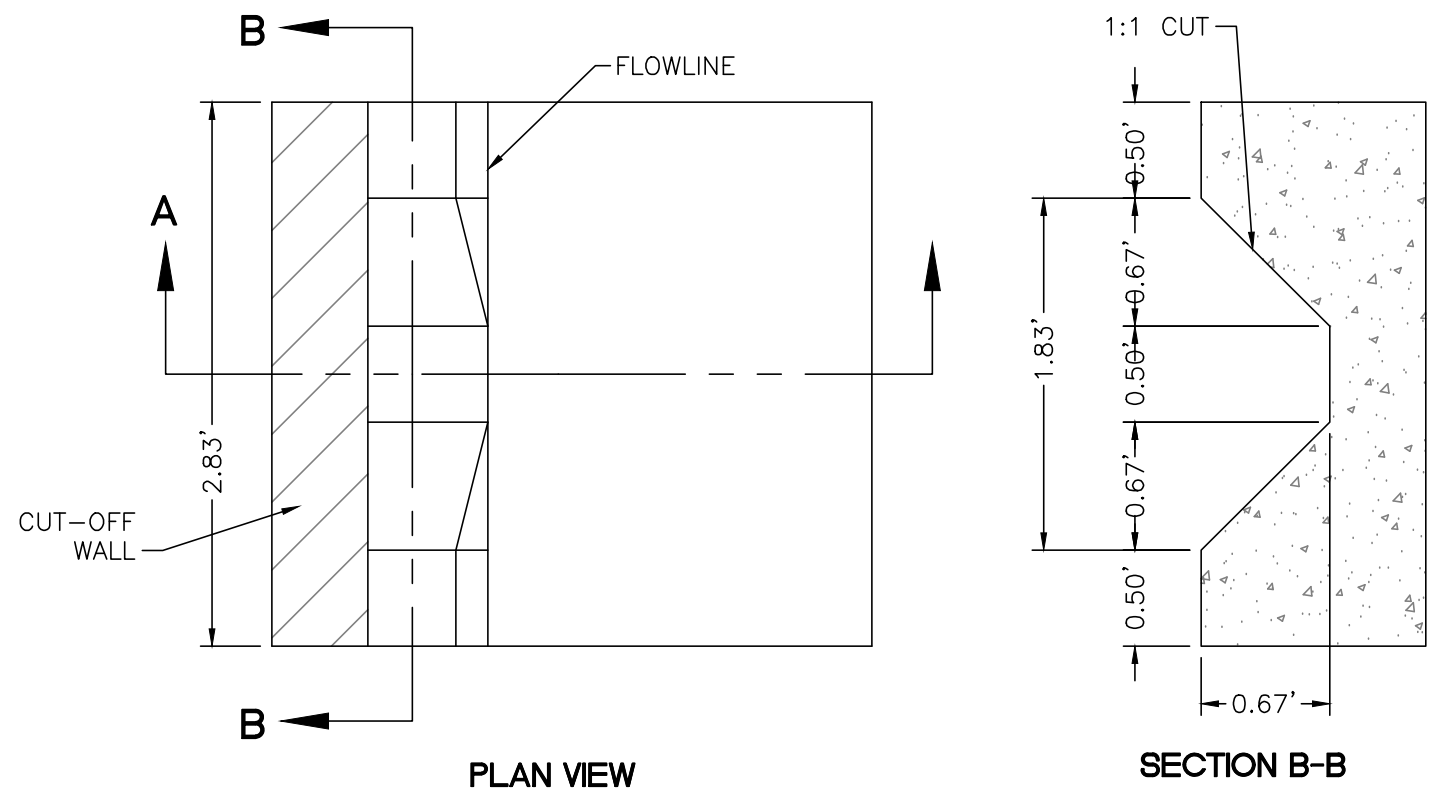 B
FLOWLINE
A
2.83'
CUT-OFF
WALL
B
PLAN VIEW
1:1 CUT
0.50'
0.67'
1.83'
0.50'
0.67'
0.50'
0.67'
SECTION B-B